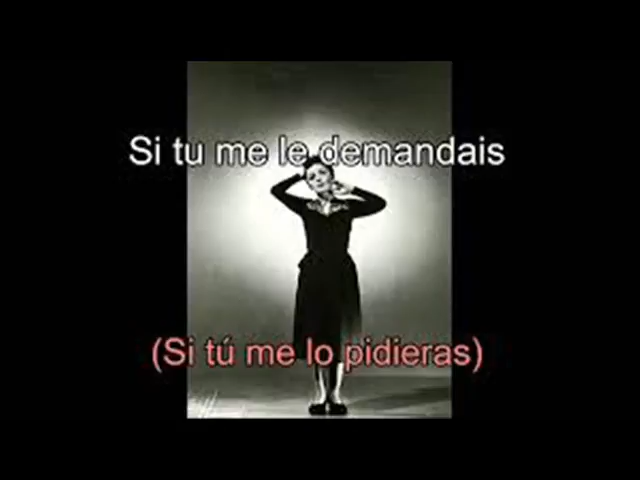 Si tu me le demandais
(Si tú me lo pidieras)